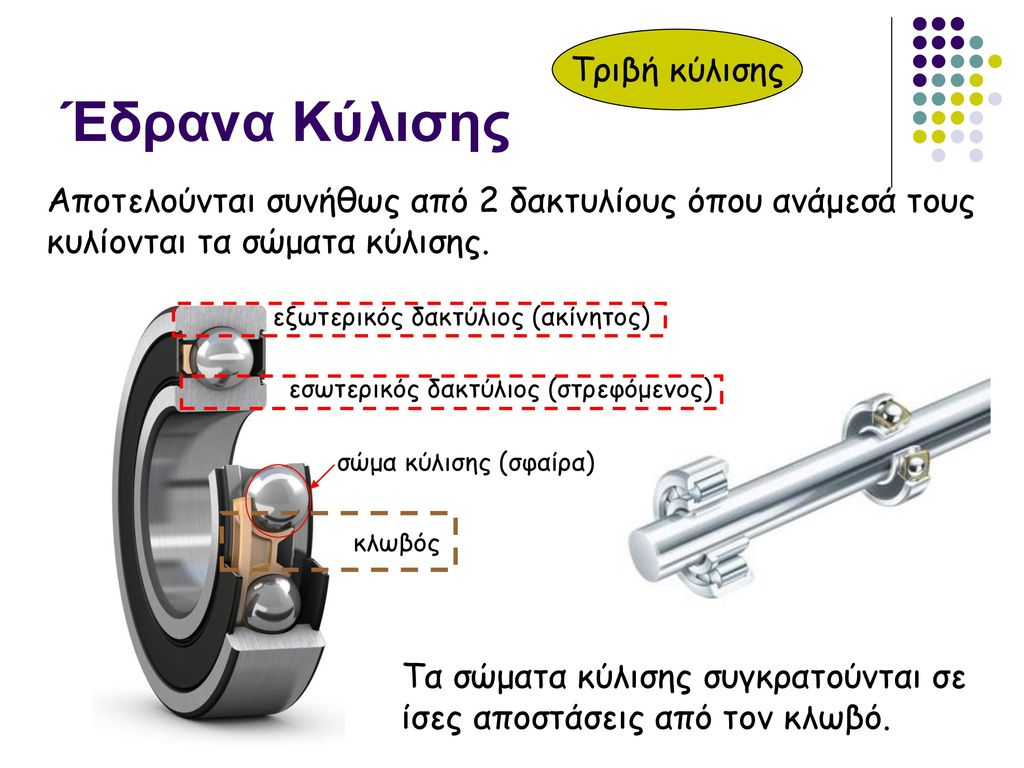 Τριβή κύλισης
Έδρανα Κύλισης
Αποτελούνται συνήθως από 2 δακτυλίους όπου ανάμεσά τους
κυλίονται τα σώματα κύλισης.
εξωτερικός δακτύλιος (ακίνητος)
εσωτερικός δακτύλιος (στρεφόμενος)
σώμα κύλισης (σφαίρα)
κλωβός
Τα σώματα κύλισης συγκρατούνται σε
ίσες αποστάσεις από τον κλωβό.